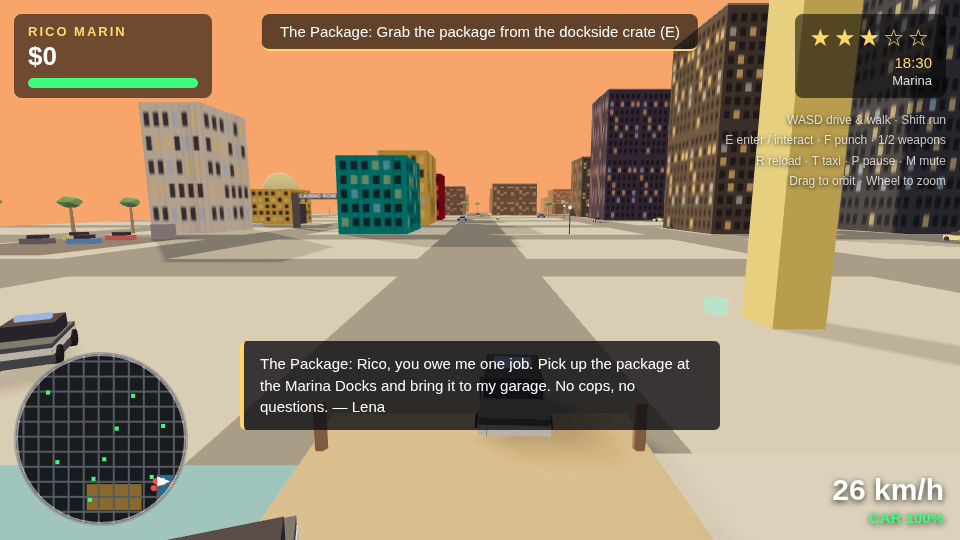 RICO MARIN
$0
The Package: Grab the package from the dockside crate (E)
★★★☆☆
18:30
Marina
WASD drive & walk · Shift run
E enter / interact · F punch · 1/2 weapons
R reload · T taxi · P pause · M mute
Drag to orbit · Wheel to zoom
CASINO ROW
The Package: Rico, you owe me one job. Pick up the package at
the Marina Docks and bring it to my garage. No cops, no
questions. — Lena
26 km/h
CAR 100%